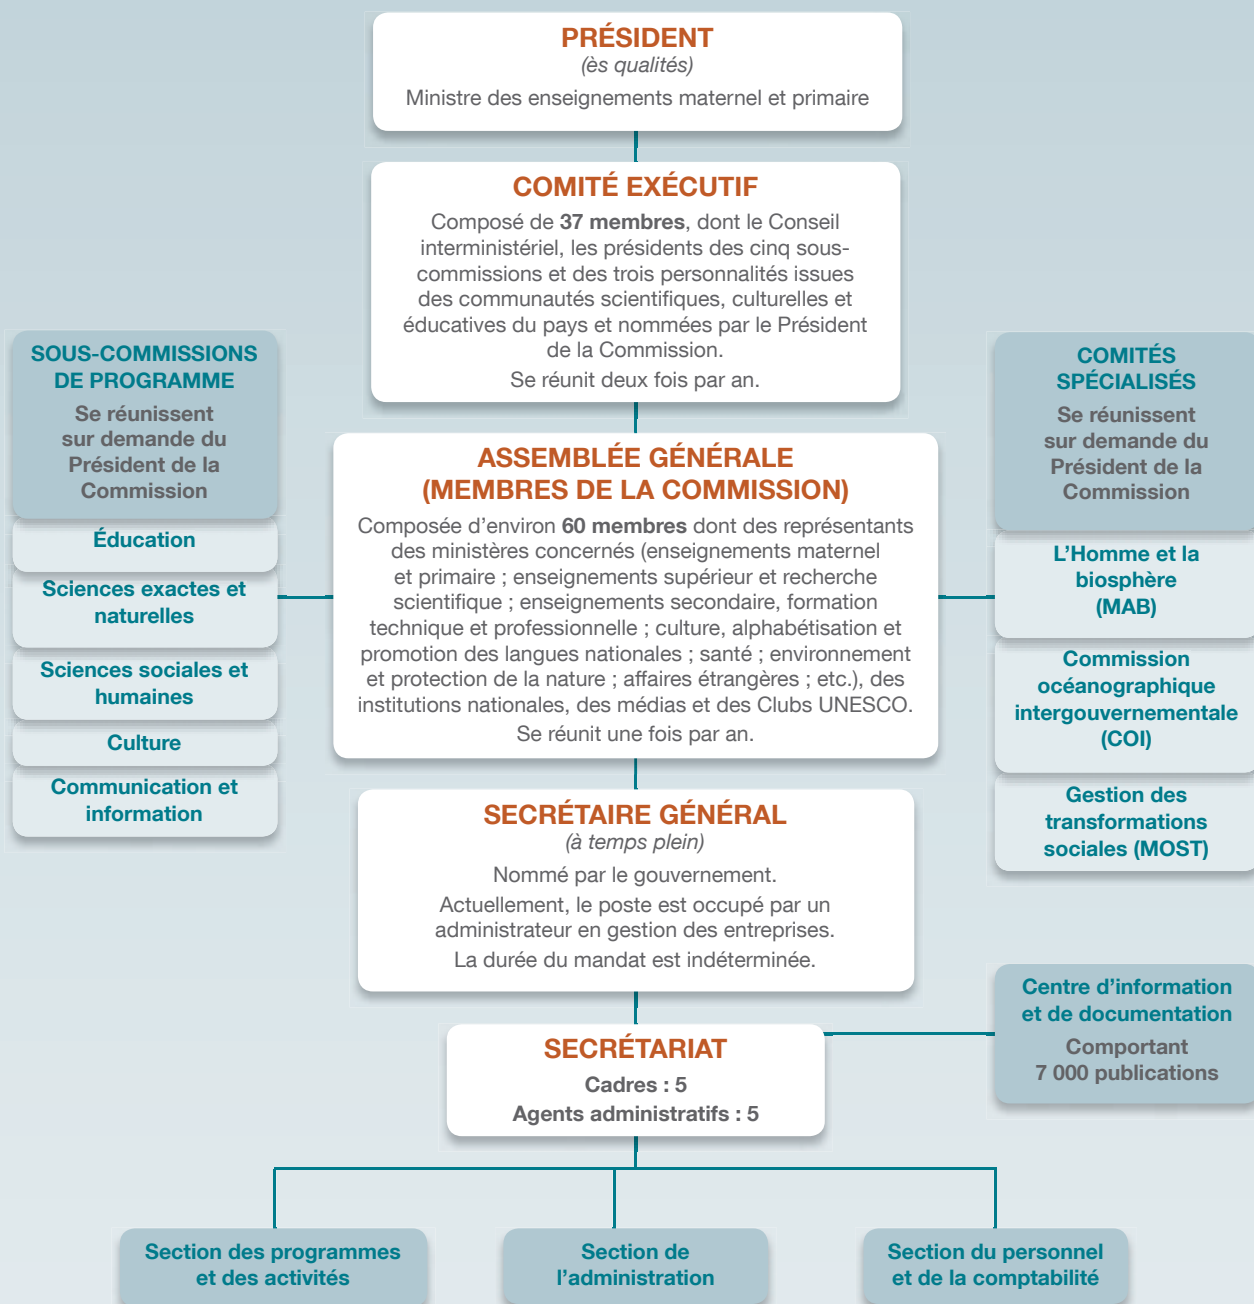 PRÉSIDENT
(ès qualités)
Ministre des enseignements maternel et primaire
COMITÉ EXÉCUTIF
Composé de 37 membres, dont le Conseil
interministériel, les présidents des cinq sous-
commissions et des trois personnalités issues
des communautés scientifiques, culturelles et
éducatives du pays et nommées par le Président
de la Commission.
Se réunit deux fois par an.
SOUS-COMMISSIONS
DE PROGRAMME
Se réunissent
sur demande du
Président de la
Commission
Éducation
Sciences exactes et
naturelles
Sciences sociales et
humaines
Culture
Communication et
information
ASSEMBLÉE GÉNÉRALE
(MEMBRES DE LA COMMISSION)
Composée d’environ 60 membres dont des représentants
des ministères concernés (enseignements maternel
et primaire ; enseignements supérieur et recherche
scientifique ; enseignements secondaire, formation
technique et professionnelle ; culture, alphabétisation et
promotion des langues nationales ; santé ; environnement
et protection de la nature ; affaires étrangères ; etc.), des
institutions nationales, des médias et des Clubs UNESCO.
Se réunit une fois par an.
COMITÉS
SPÉCIALISÉS
Se réunissent
sur demande du
Président de la
Commission
L’Homme et la
biosphère
(MAB)
Commission
océanographique
intergouvernementale
(COI)
Gestion des
transformations
sociales (MOST)
SECRÉTAIRE GÉNÉRAL
(à temps plein)
Nommé par le gouvernement.
Actuellement, le poste est occupé par un
administrateur en gestion des entreprises.
La durée du mandat est indéterminée.
Centre d’information
et de documentation
Comportant
7 000 publications
SECRÉTARIAT
Cadres : 5
Agents administratifs : 5
Section des programmes
et des activités
Section de
l’administration
Section du personnel
et de la comptabilité